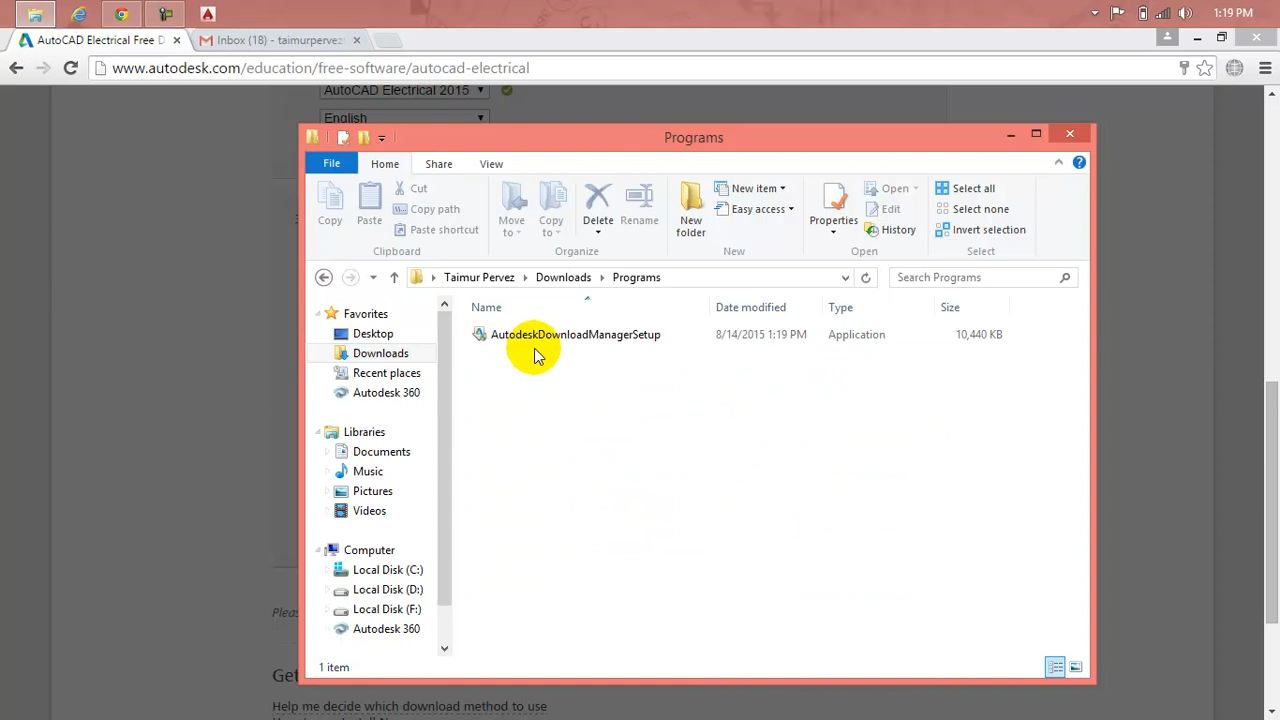 1:19 PM
AutoCAD Electrical Free D
Inbox (18) - taimurpervez
www.autodesk.com/education/free-software/autocad-electrical
AutoCAD Electrical 2015
English
Programs
File Home Share View
Copy
Paste
Cut
Copy path
Paste shortcut
Move to
Copy to
Delete
Rename
New folder
New item
Easy access
Properties
Open
Edit
History
Select all
Select none
Invert selection
Clipboard
Organize
New
Open
Select
Taimur Pervez Downloads Programs
Search Programs
Name Date modified Type Size
AutodeskDownloadManagerSetup 8/14/2015 1:19 PM Application 10,440 KB
Favorites
Desktop
Downloads
Recent places
Autodesk 360
Libraries
Documents
Music
Pictures
Videos
Computer
Local Disk (C:)
Local Disk (D:)
Local Disk (F:)
Autodesk 360
1 item
Pleas
Get
Help me decide which download method to use